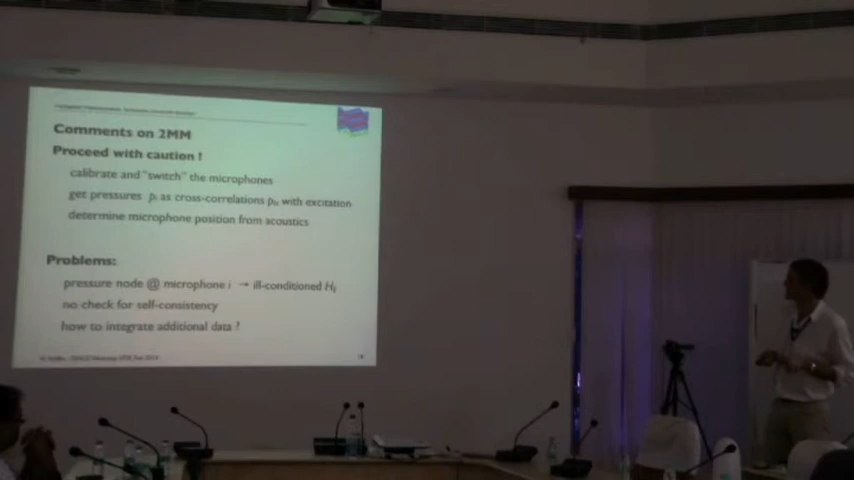 Comments on 2MM
Proceed with caution !
calibrate and "switch" the microphones
get pressures pᵢ as cross-correlations with excitation
determine microphone position from acoustics
Problems:
pressure node @ microphone i → ill-conditioned Hᵢⱼ
no check for self-consistency
how to integrate additional data ?